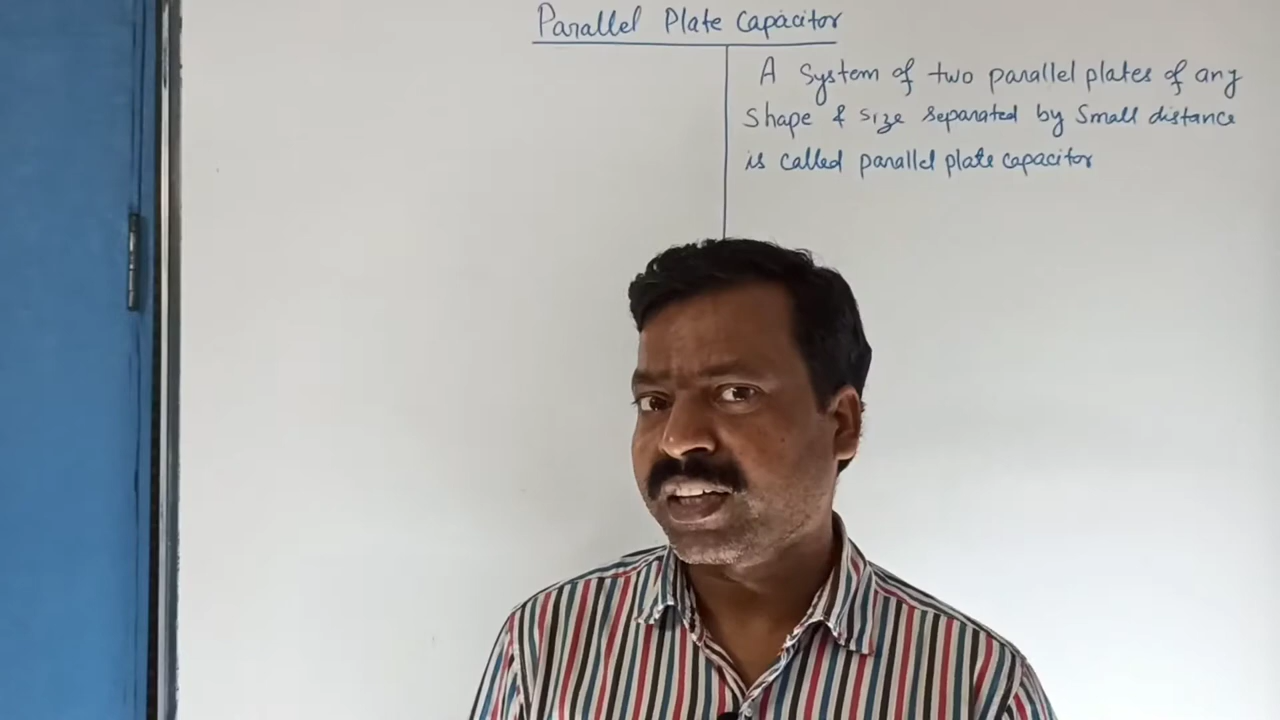 Parallel Plate Capacitor
A System of two parallel plates of any
Shape & size separated by Small distance
is called parallel plate capacitor